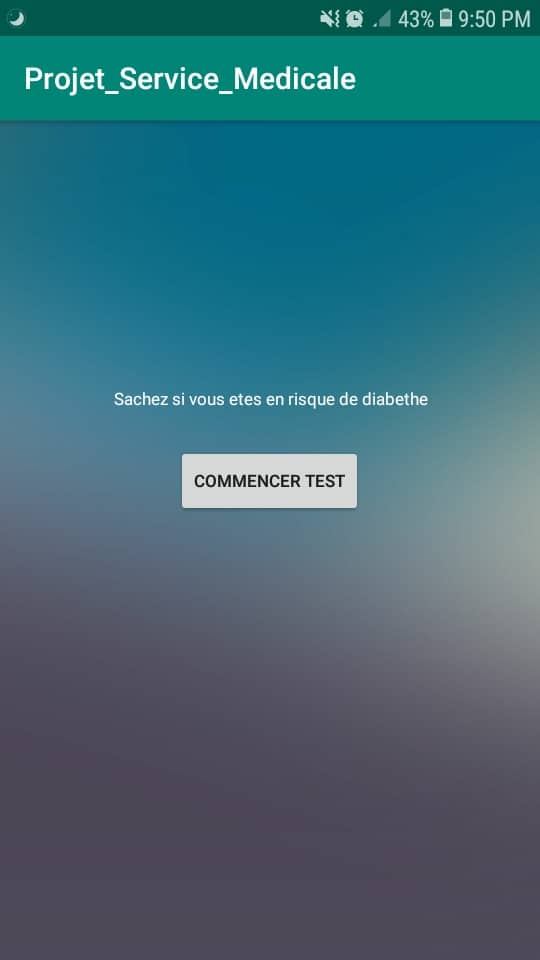 43% 9:50 PM
Projet_Service_Medicale
Sachez si vous etes en risque de diabethe
COMMENCER TEST